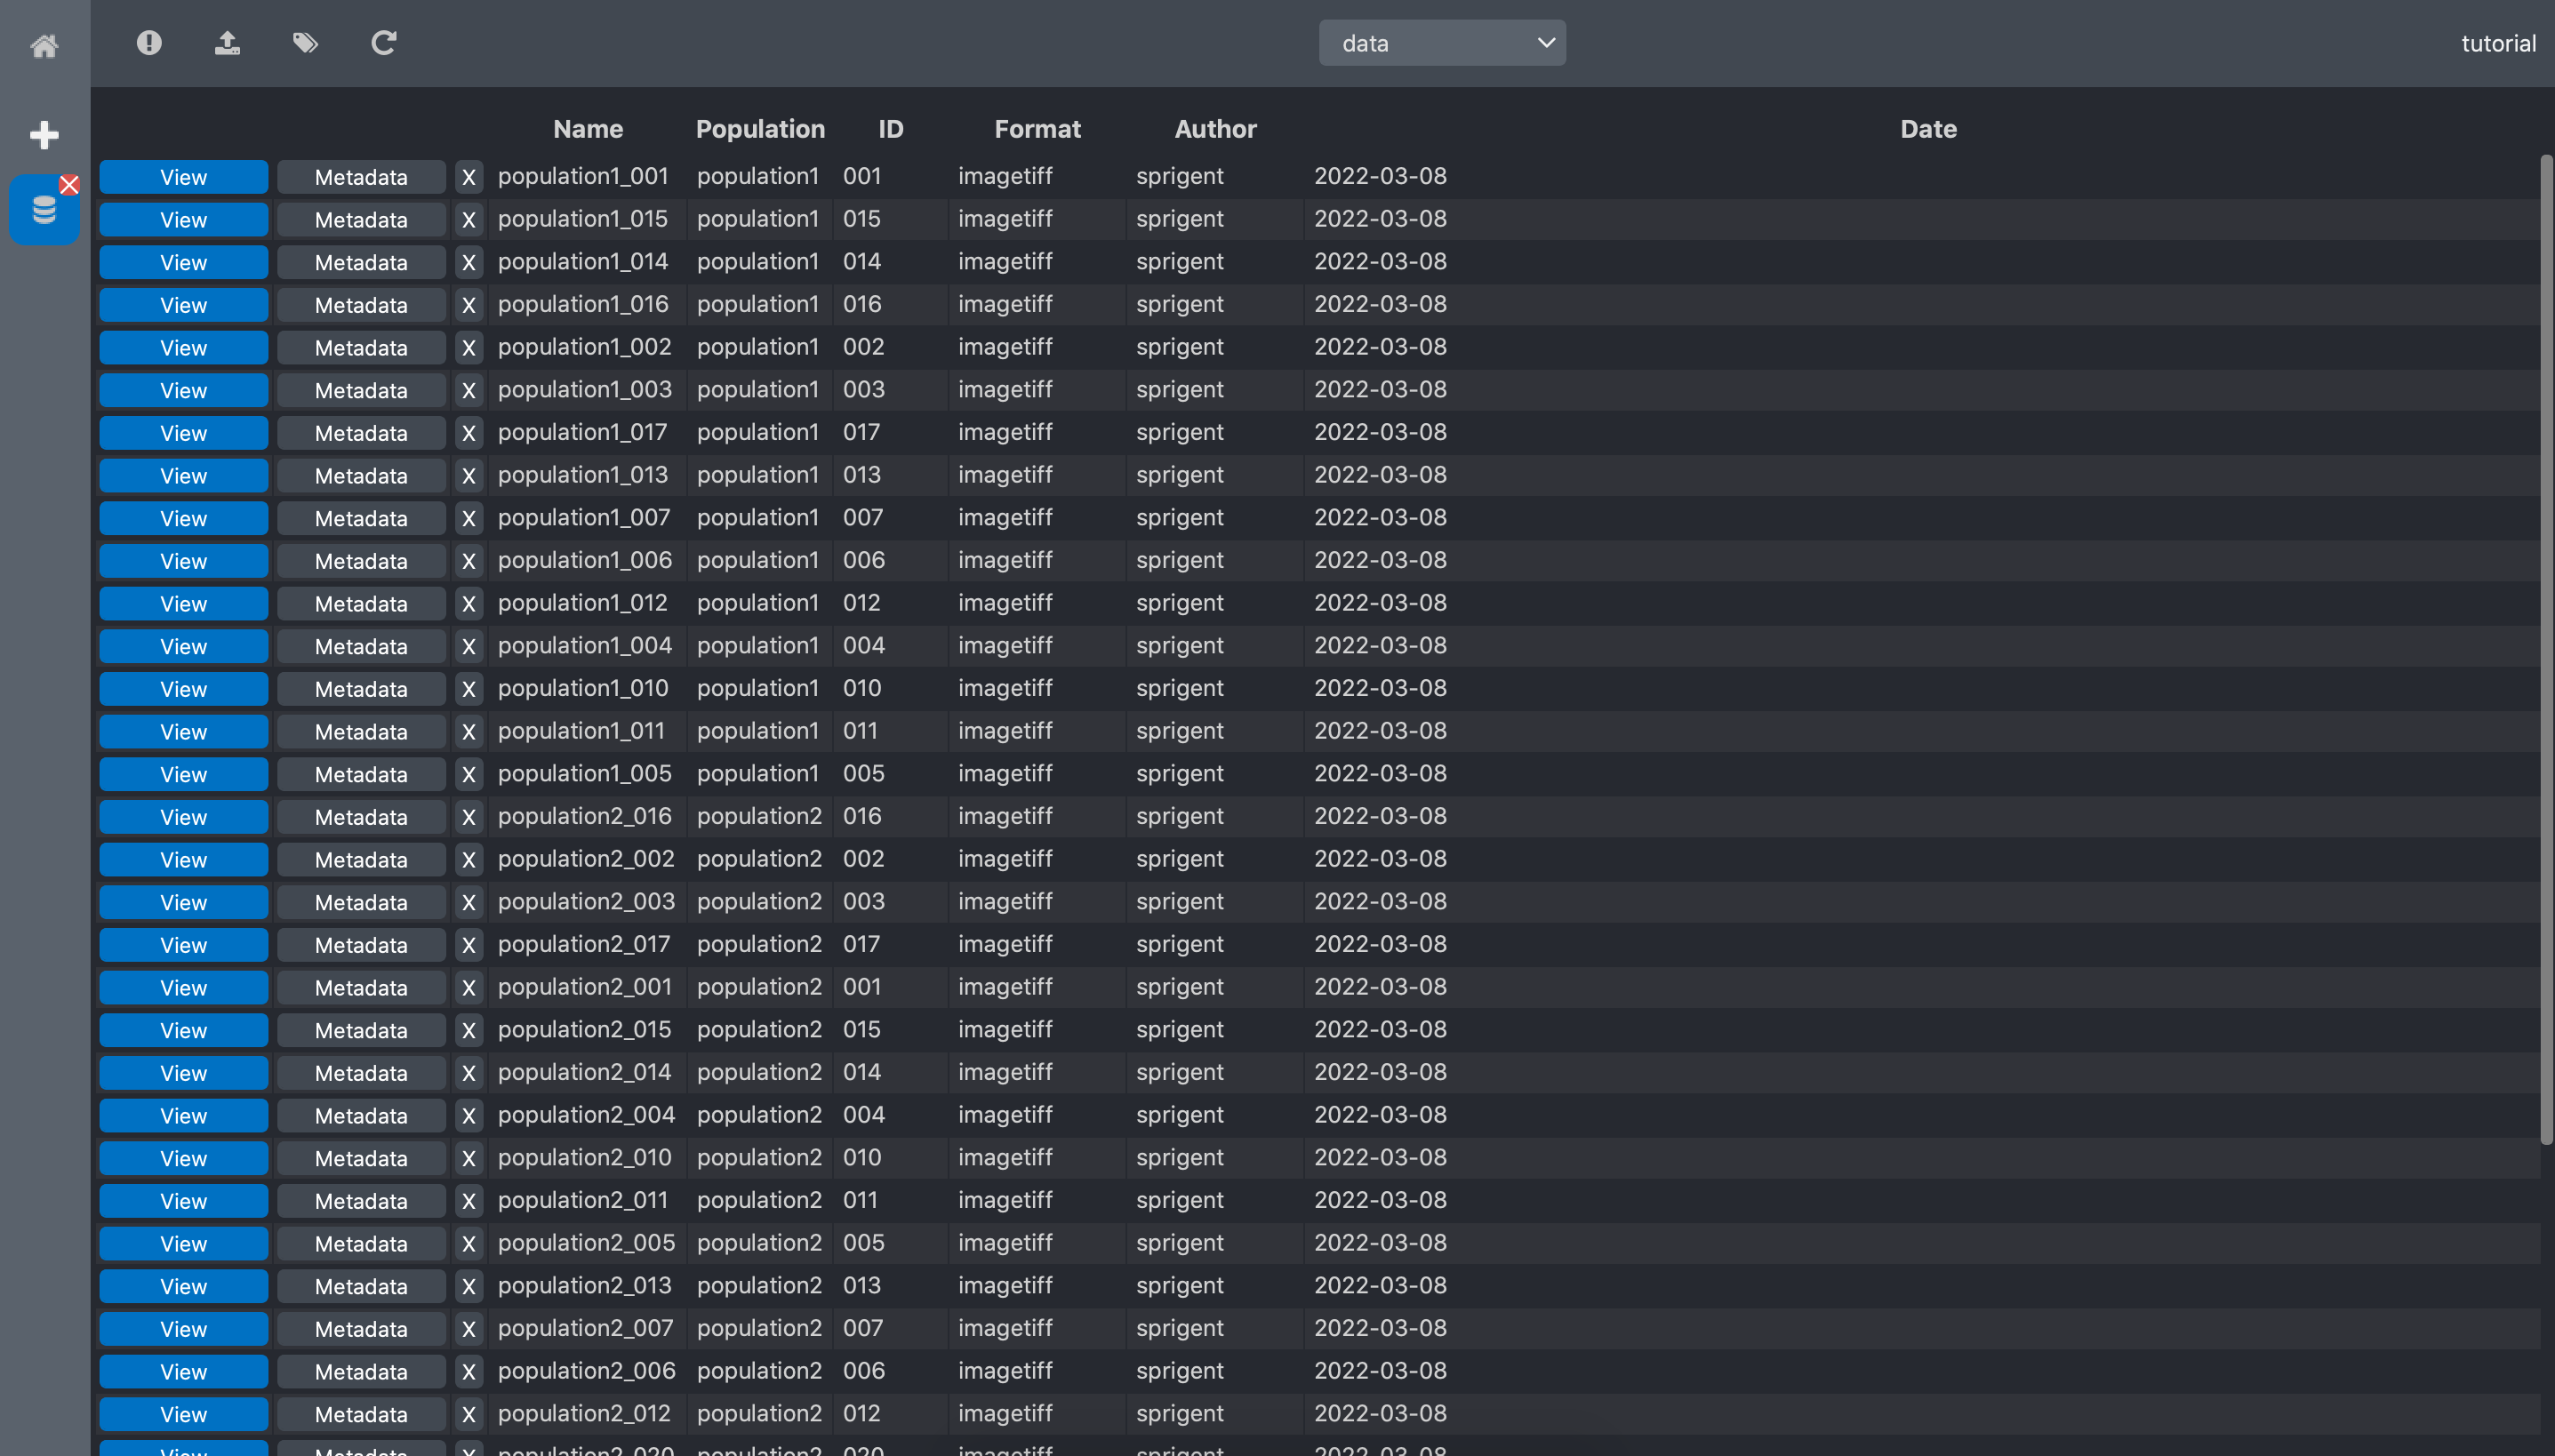 data tutorial
Name Population ID Format Author Date
View Metadata X population1_001 population1 001 imagetiff sprigent 2022-03-08
View Metadata X population1_015 population1 015 imagetiff sprigent 2022-03-08
View Metadata X population1_014 population1 014 imagetiff sprigent 2022-03-08
View Metadata X population1_016 population1 016 imagetiff sprigent 2022-03-08
View Metadata X population1_002 population1 002 imagetiff sprigent 2022-03-08
View Metadata X population1_003 population1 003 imagetiff sprigent 2022-03-08
View Metadata X population1_017 population1 017 imagetiff sprigent 2022-03-08
View Metadata X population1_013 population1 013 imagetiff sprigent 2022-03-08
View Metadata X population1_007 population1 007 imagetiff sprigent 2022-03-08
View Metadata X population1_006 population1 006 imagetiff sprigent 2022-03-08
View Metadata X population1_012 population1 012 imagetiff sprigent 2022-03-08
View Metadata X population1_004 population1 004 imagetiff sprigent 2022-03-08
View Metadata X population1_010 population1 010 imagetiff sprigent 2022-03-08
View Metadata X population1_011 population1 011 imagetiff sprigent 2022-03-08
View Metadata X population1_005 population1 005 imagetiff sprigent 2022-03-08
View Metadata X population2_016 population2 016 imagetiff sprigent 2022-03-08
View Metadata X population2_002 population2 002 imagetiff sprigent 2022-03-08
View Metadata X population2_003 population2 003 imagetiff sprigent 2022-03-08
View Metadata X population2_017 population2 017 imagetiff sprigent 2022-03-08
View Metadata X population2_001 population2 001 imagetiff sprigent 2022-03-08
View Metadata X population2_015 population2 015 imagetiff sprigent 2022-03-08
View Metadata X population2_014 population2 014 imagetiff sprigent 2022-03-08
View Metadata X population2_004 population2 004 imagetiff sprigent 2022-03-08
View Metadata X population2_010 population2 010 imagetiff sprigent 2022-03-08
View Metadata X population2_011 population2 011 imagetiff sprigent 2022-03-08
View Metadata X population2_005 population2 005 imagetiff sprigent 2022-03-08
View Metadata X population2_013 population2 013 imagetiff sprigent 2022-03-08
View Metadata X population2_007 population2 007 imagetiff sprigent 2022-03-08
View Metadata X population2_006 population2 006 imagetiff sprigent 2022-03-08
View Metadata X population2_012 population2 012 imagetiff sprigent 2022-03-08
View Metadata X population2_020 population2 020 imagetiff sprigent 2022-03-08